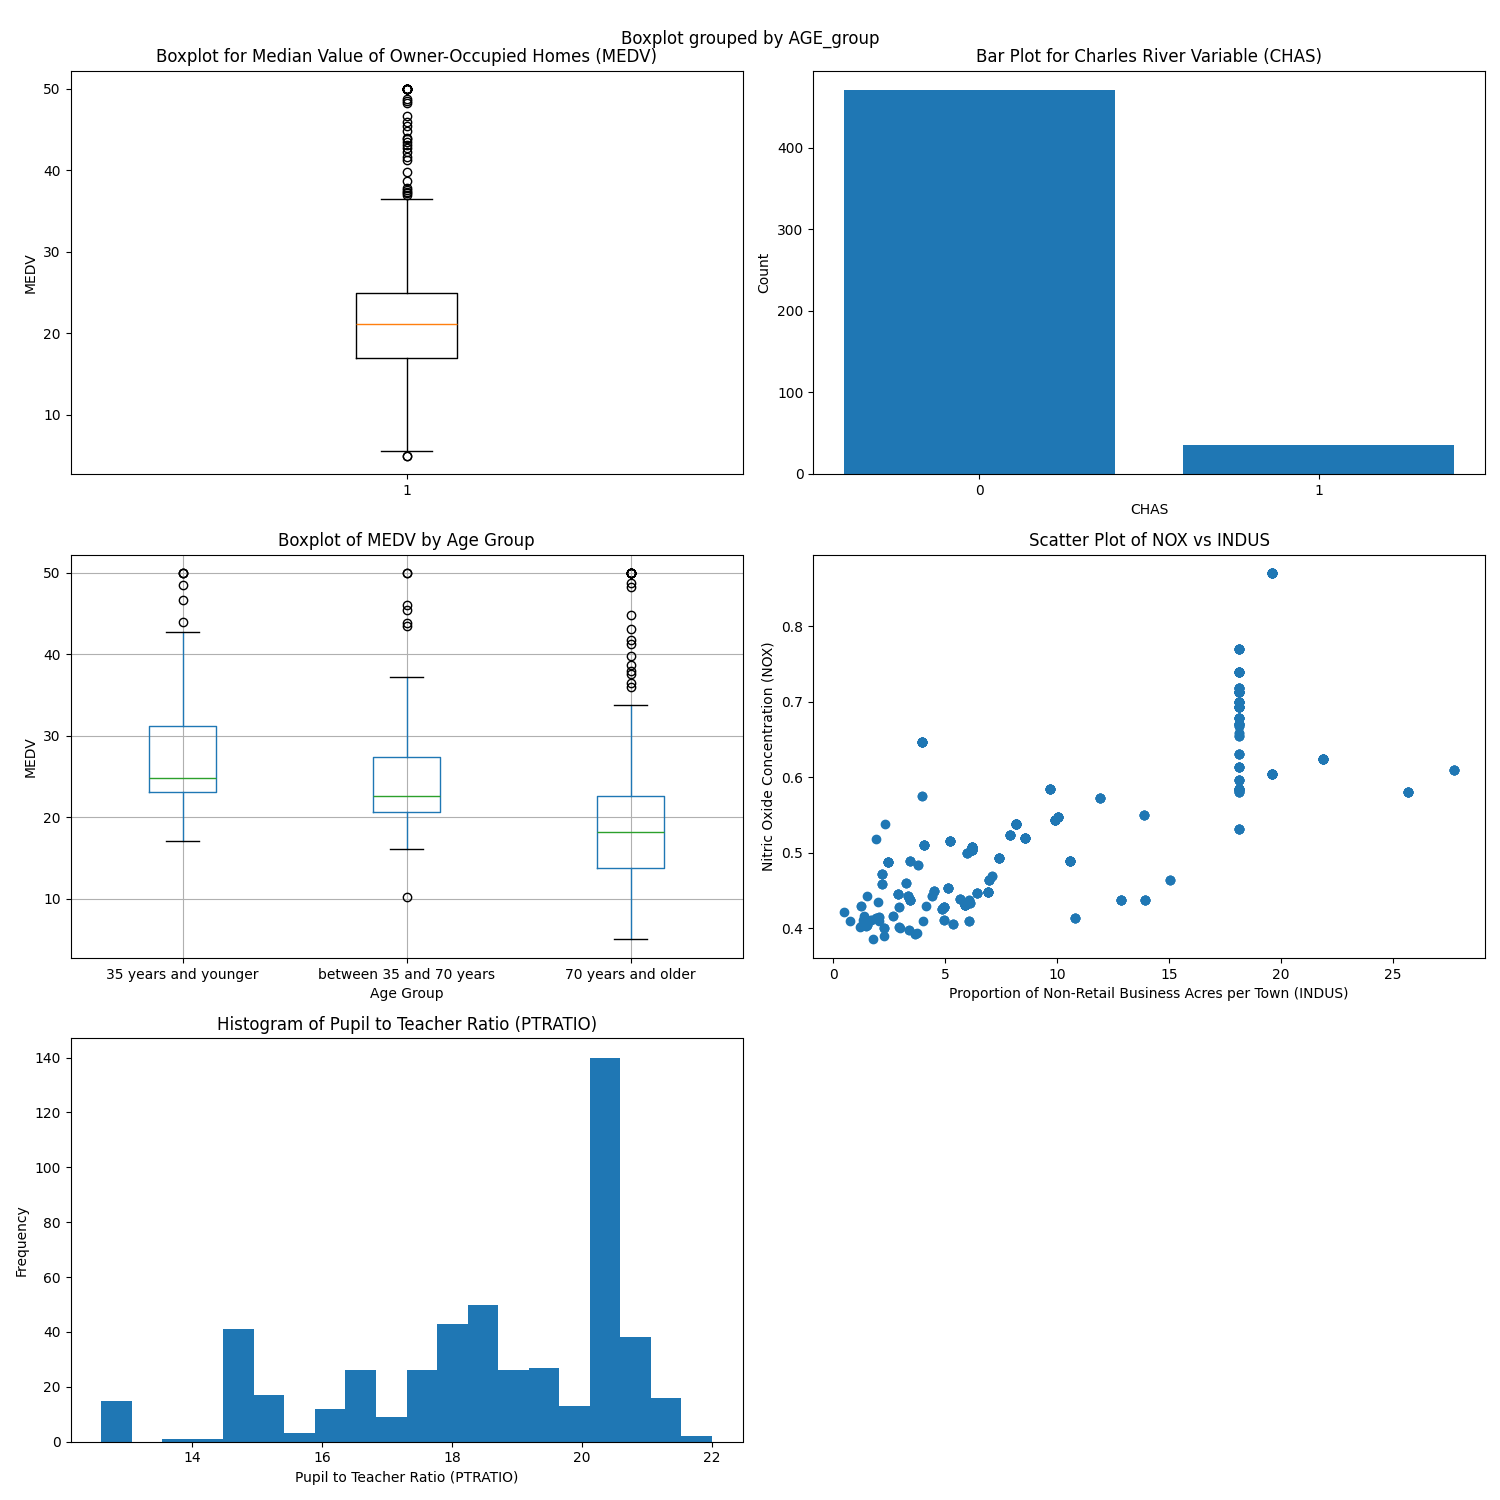 Boxplot grouped by AGE_group
Boxplot for Median Value of Owner-Occupied Homes (MEDV)
50
40
30
20
10
MEDV
1
Bar Plot for Charles River Variable (CHAS)
400
300
200
100
0
Count
0 1
CHAS
Boxplot of MEDV by Age Group
50
40
30
20
10
MEDV
35 years and younger between 35 and 70 years 70 years and older
Age Group
Scatter Plot of NOX vs INDUS
0.8
0.7
0.6
0.5
0.4
Nitric Oxide Concentration (NOX)
0 5 10 15 20 25
Proportion of Non-Retail Business Acres per Town (INDUS)
Histogram of Pupil to Teacher Ratio (PTRATIO)
140
120
100
80
60
40
20
0
Frequency
14 16 18 20 22
Pupil to Teacher Ratio (PTRATIO)